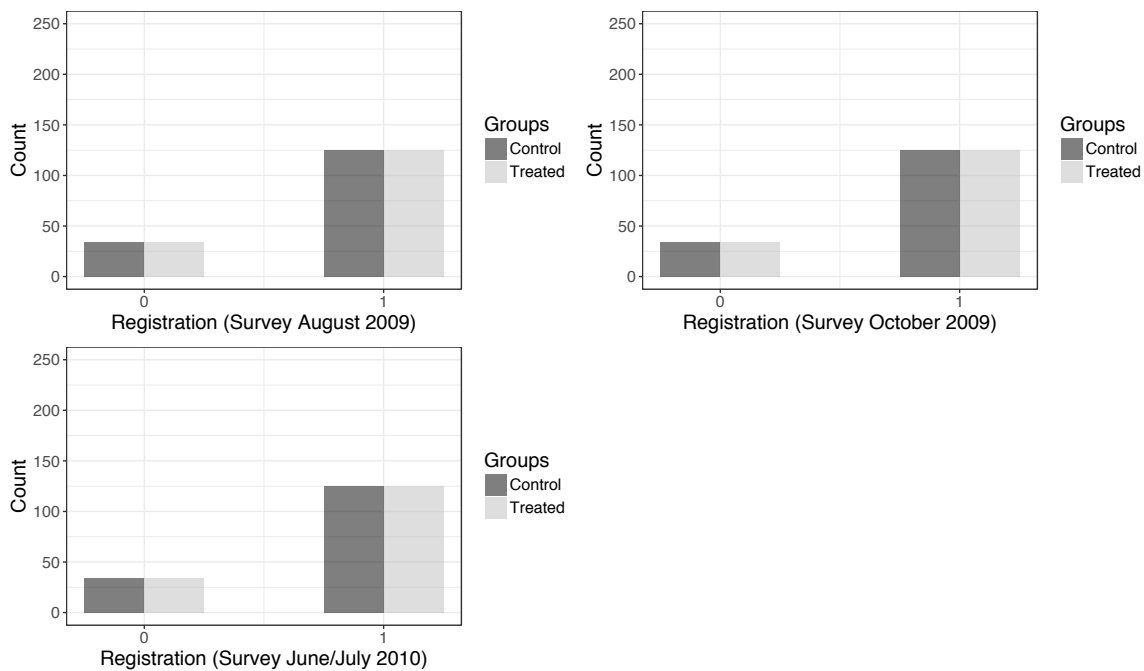 250
200
150
100
50
0
Count
0 1
Registration (Survey August 2009)
Groups
Control
Treated
250
200
150
100
50
0
Count
0 1
Registration (Survey October 2009)
Groups
Control
Treated
250
200
150
100
50
0
Count
0 1
Registration (Survey June/July 2010)
Groups
Control
Treated